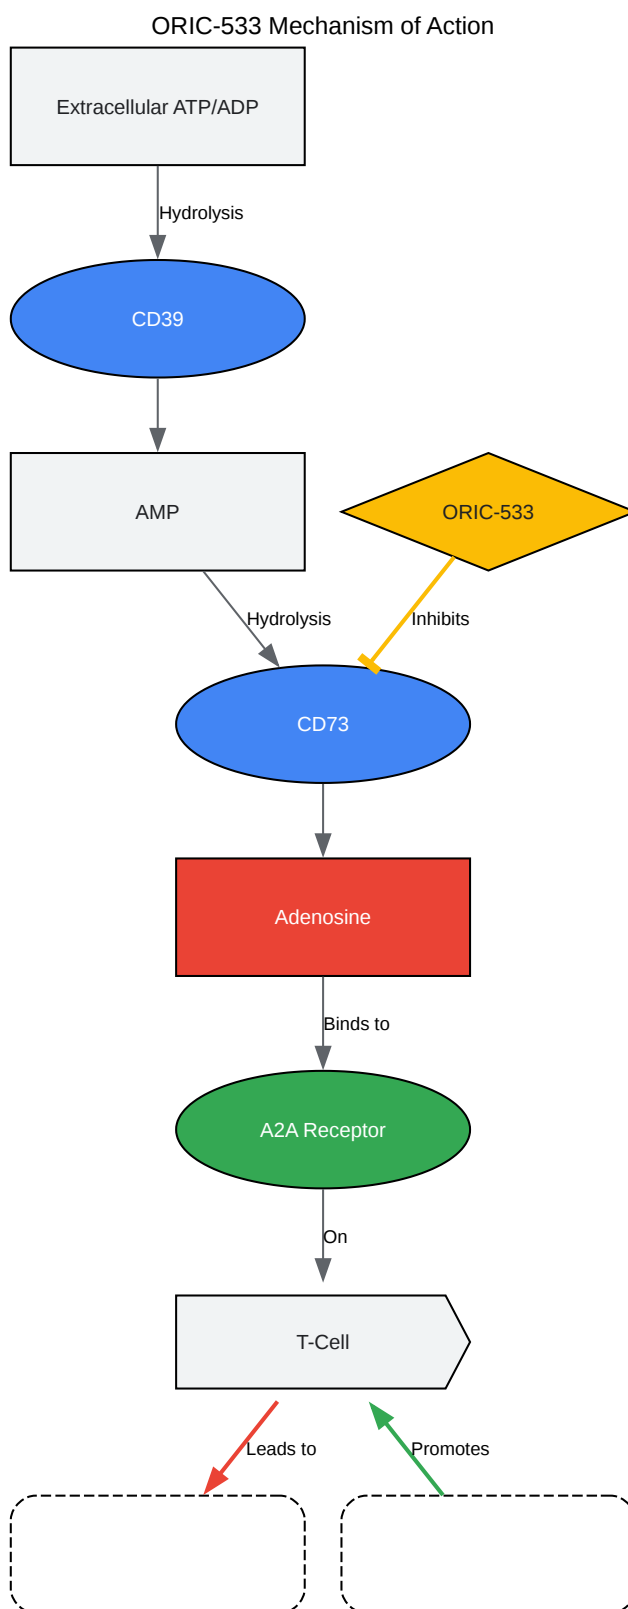 ORIC-533 Mechanism of Action
Extracellular ATP/ADP
Hydrolysis
CD39
AMP
ORIC-533
Hydrolysis
Inhibits
CD73
Adenosine
Binds to
A2A Receptor
On
T-Cell
Leads to
Promotes